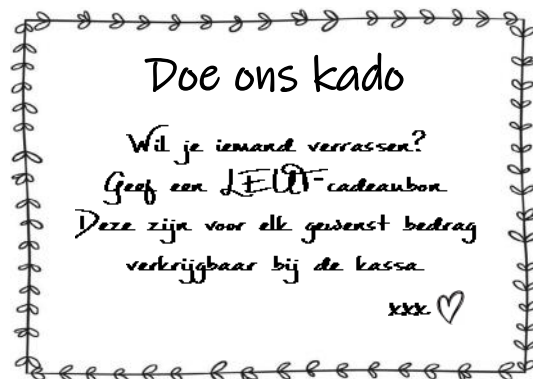 Doe ons kado
Wil je iemand verrassen?
Geef een LEUT-cadeaubon
Deze zijn voor elk gewenst bedrag
verkrijgbaar bij de kassa
xxx ♡